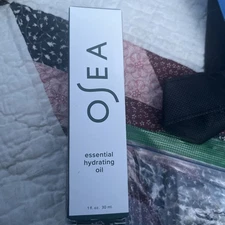 OSEA
essential
hydrating
oil
1 fl oz 30 ml